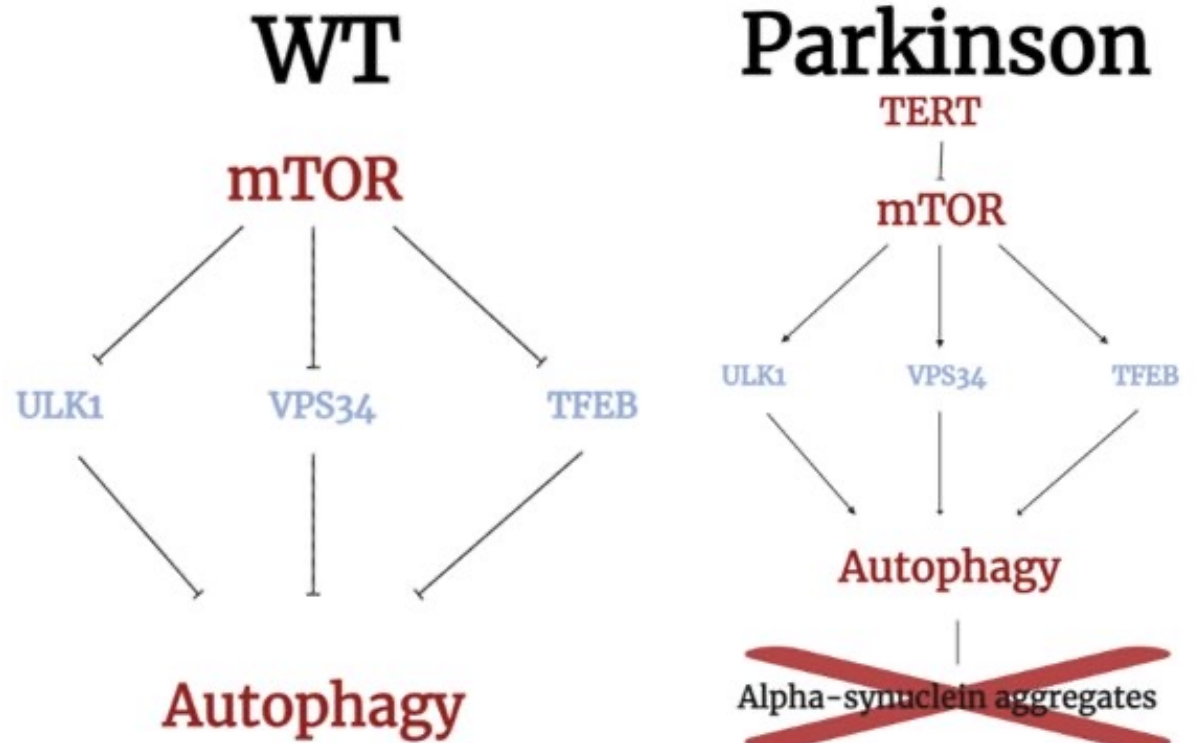 WT
mTOR
ULK1 VPS34 TFEB
Autophagy
Parkinson
TERT
mTOR
ULK1 VPS34 TFEB
Autophagy
Alpha-synuclein aggregates